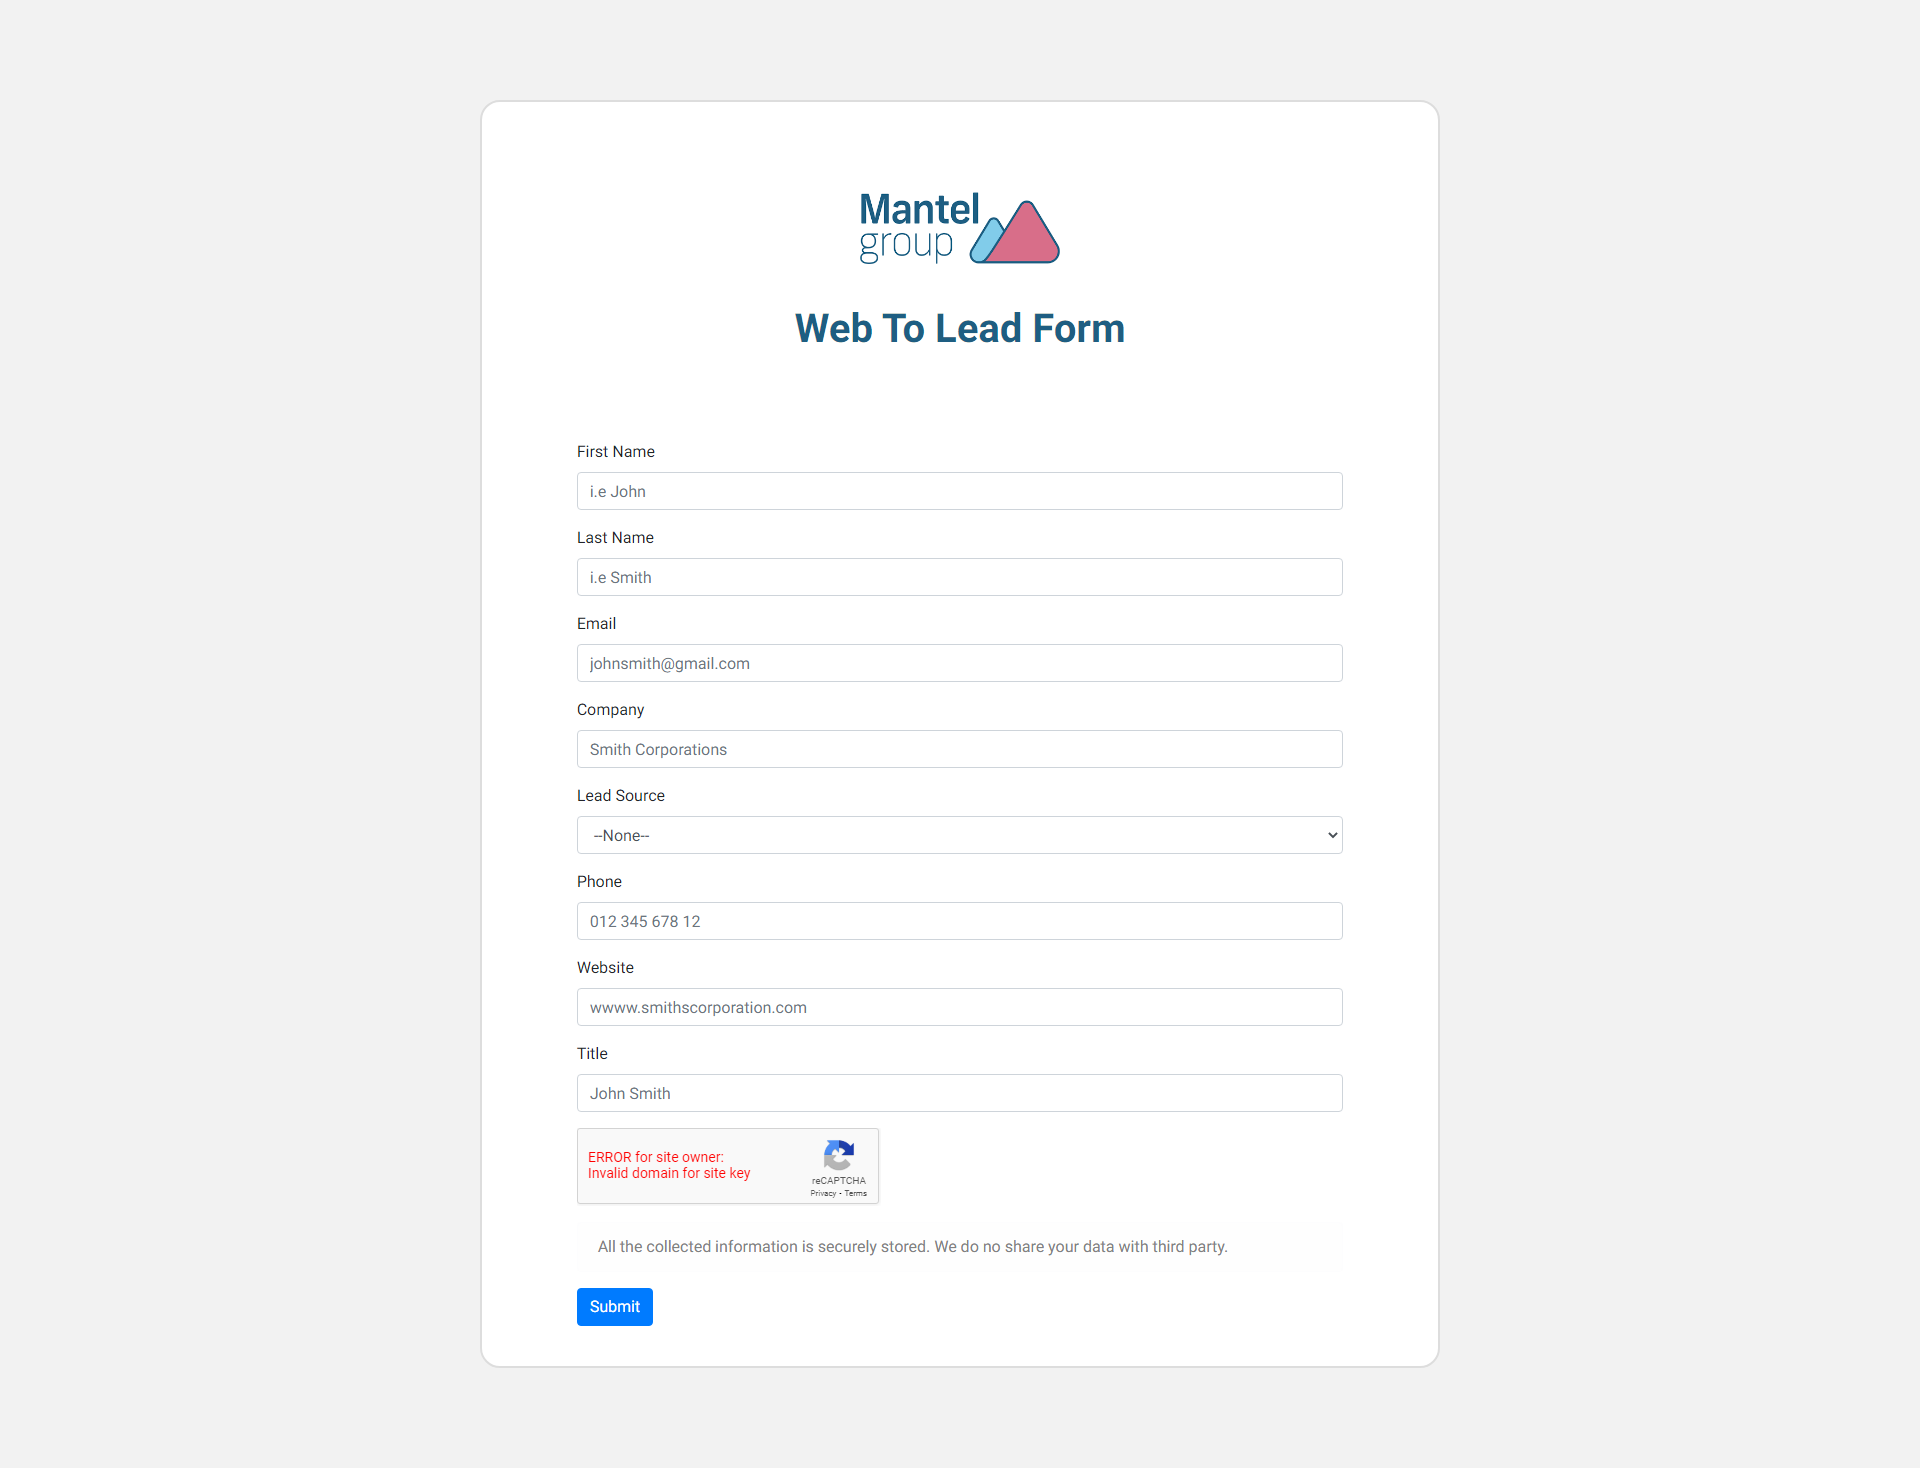 Mantel
group
Web To Lead Form
First Name
i.e John
Last Name
i.e Smith
Email
johnsmith@gmail.com
Company
Smith Corporations
Lead Source
--None--
Phone
012 345 678 12
Website
wwww.smithscorporation.com
Title
John Smith
ERROR for site owner:
Invalid domain for site key
reCAPTCHA
Privacy - Terms
All the collected information is securely stored. We do no share your data with third party.
Submit